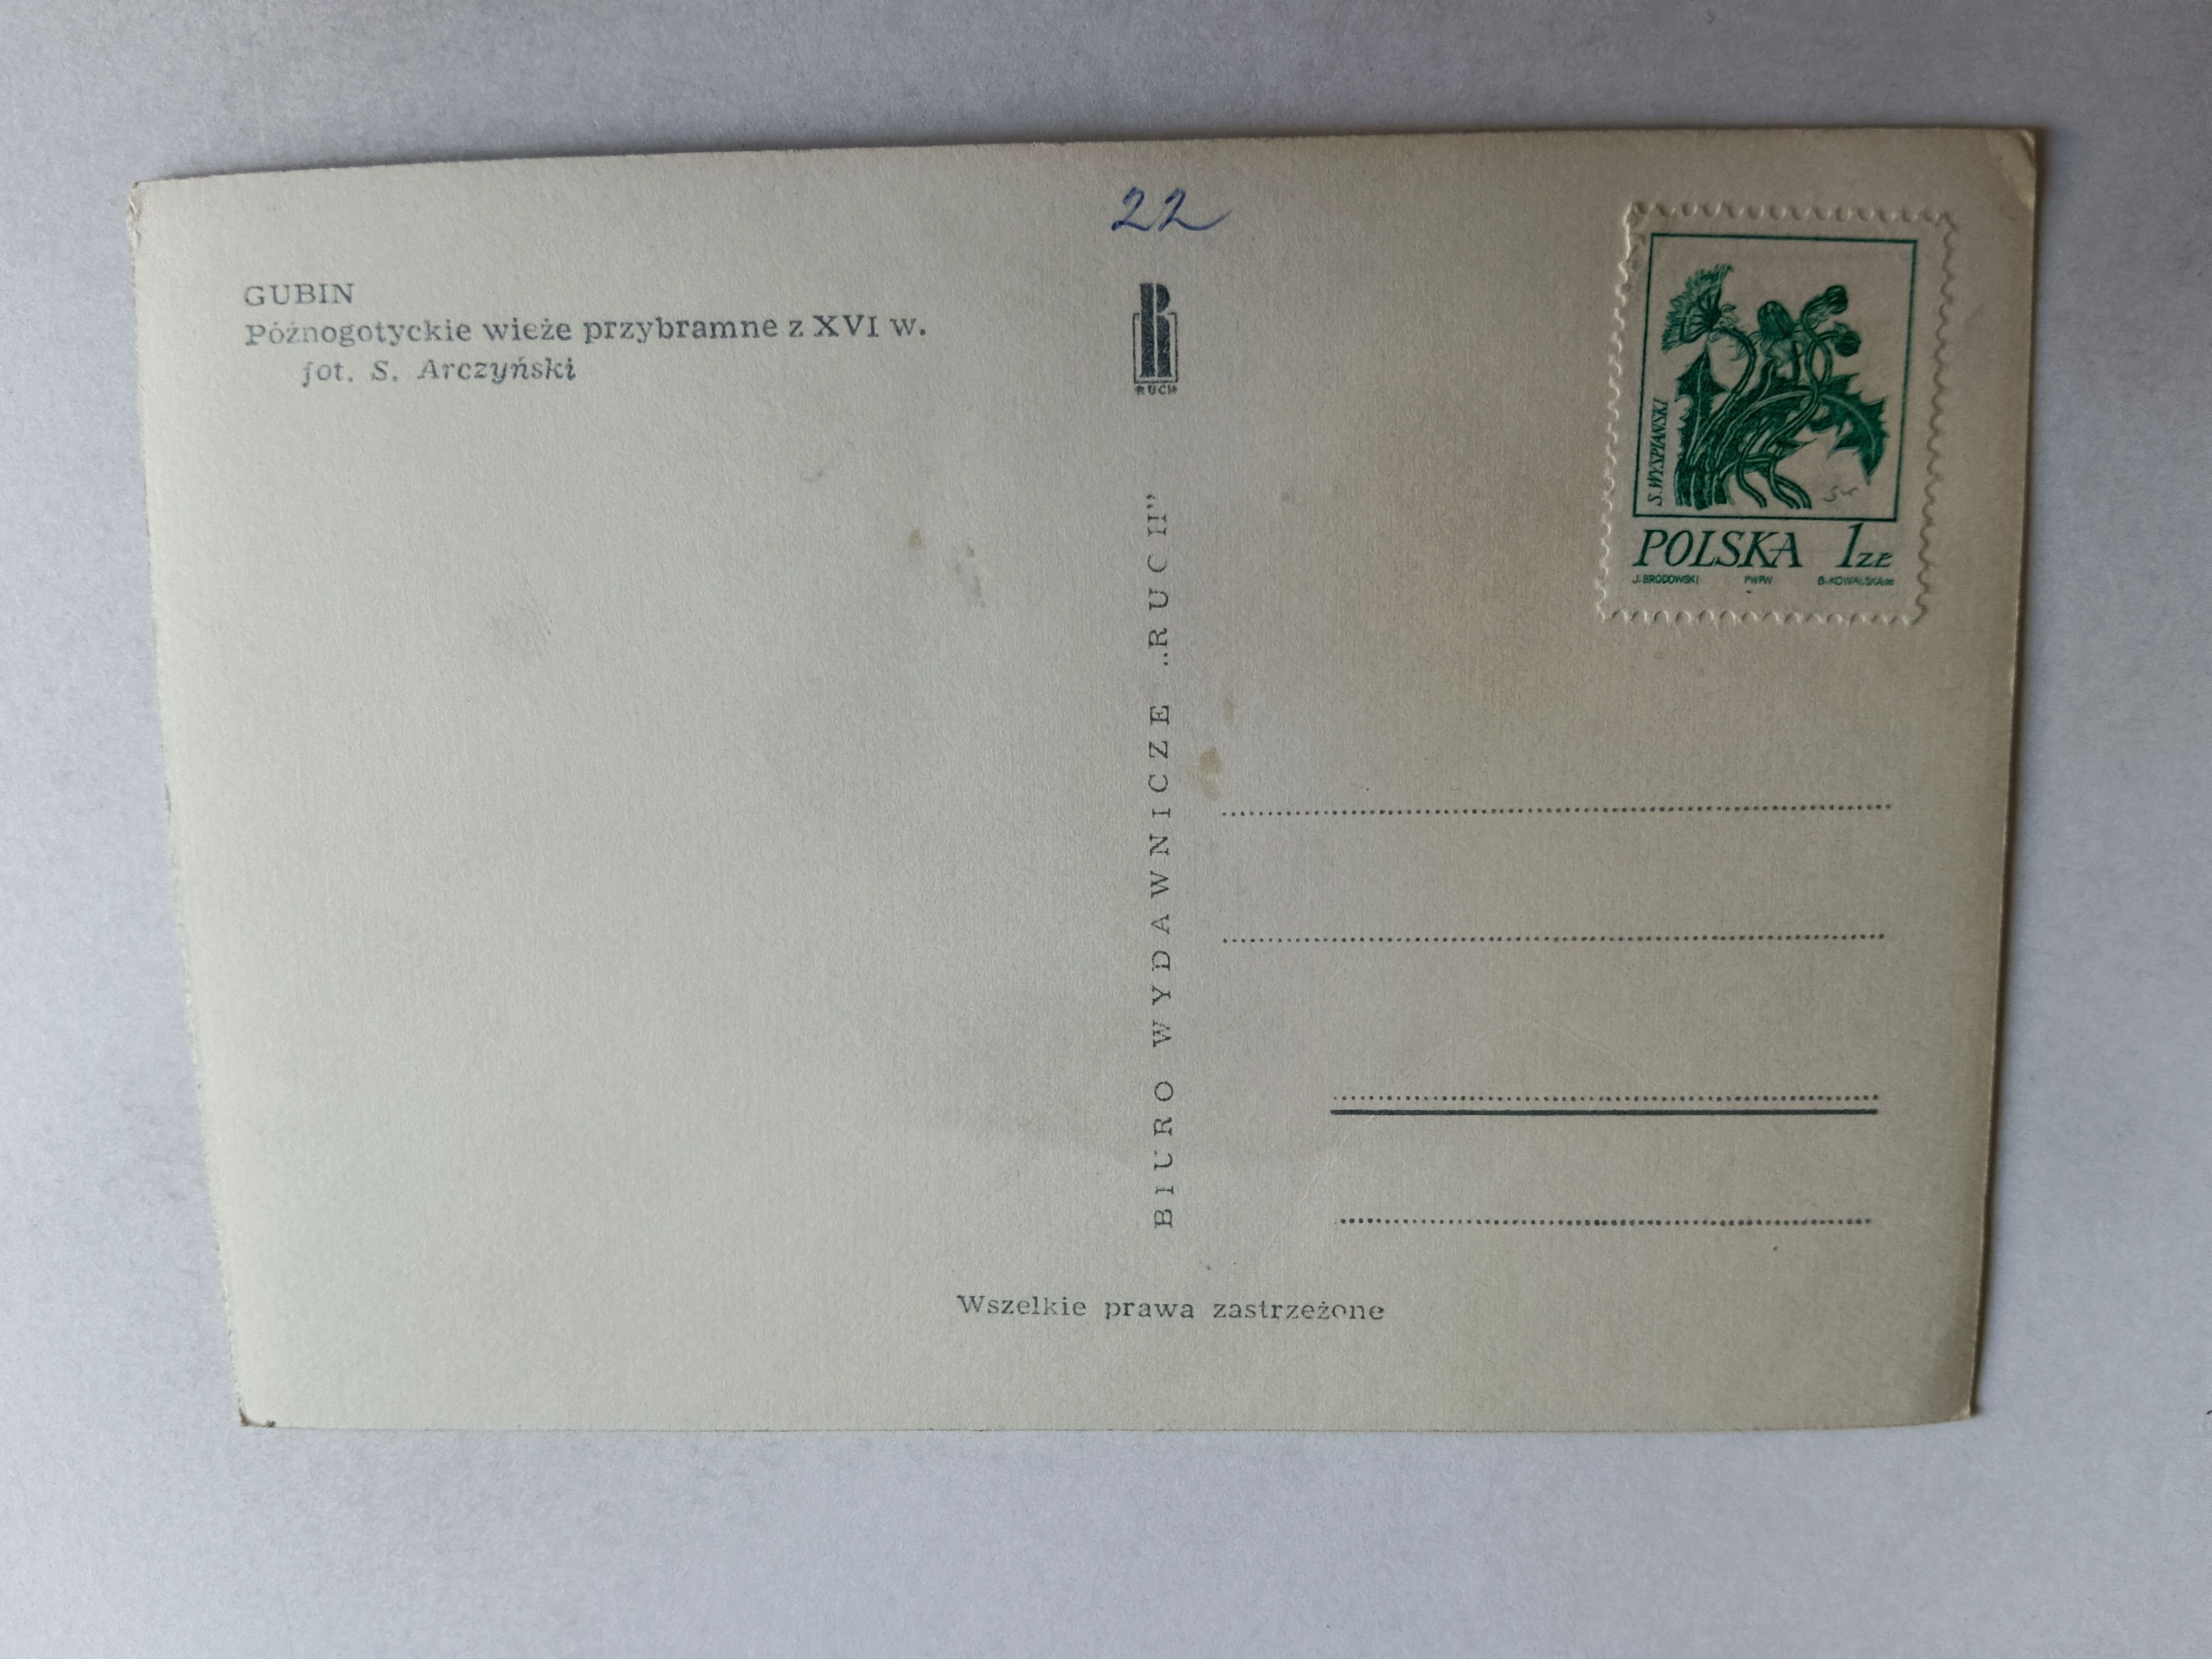 22
GUBIN
Późnogotyckie wieże przybramne z XVI w.
fot. S. Arczyński
RUCH
BIURO WYDAWNICZE „RUCH”
S. WYSPIAŃSKI
POLSKA 1 ZŁ
J. BRODOWSKI PWPW B. KOWALSKA
Wszelkie prawa zastrzeżone